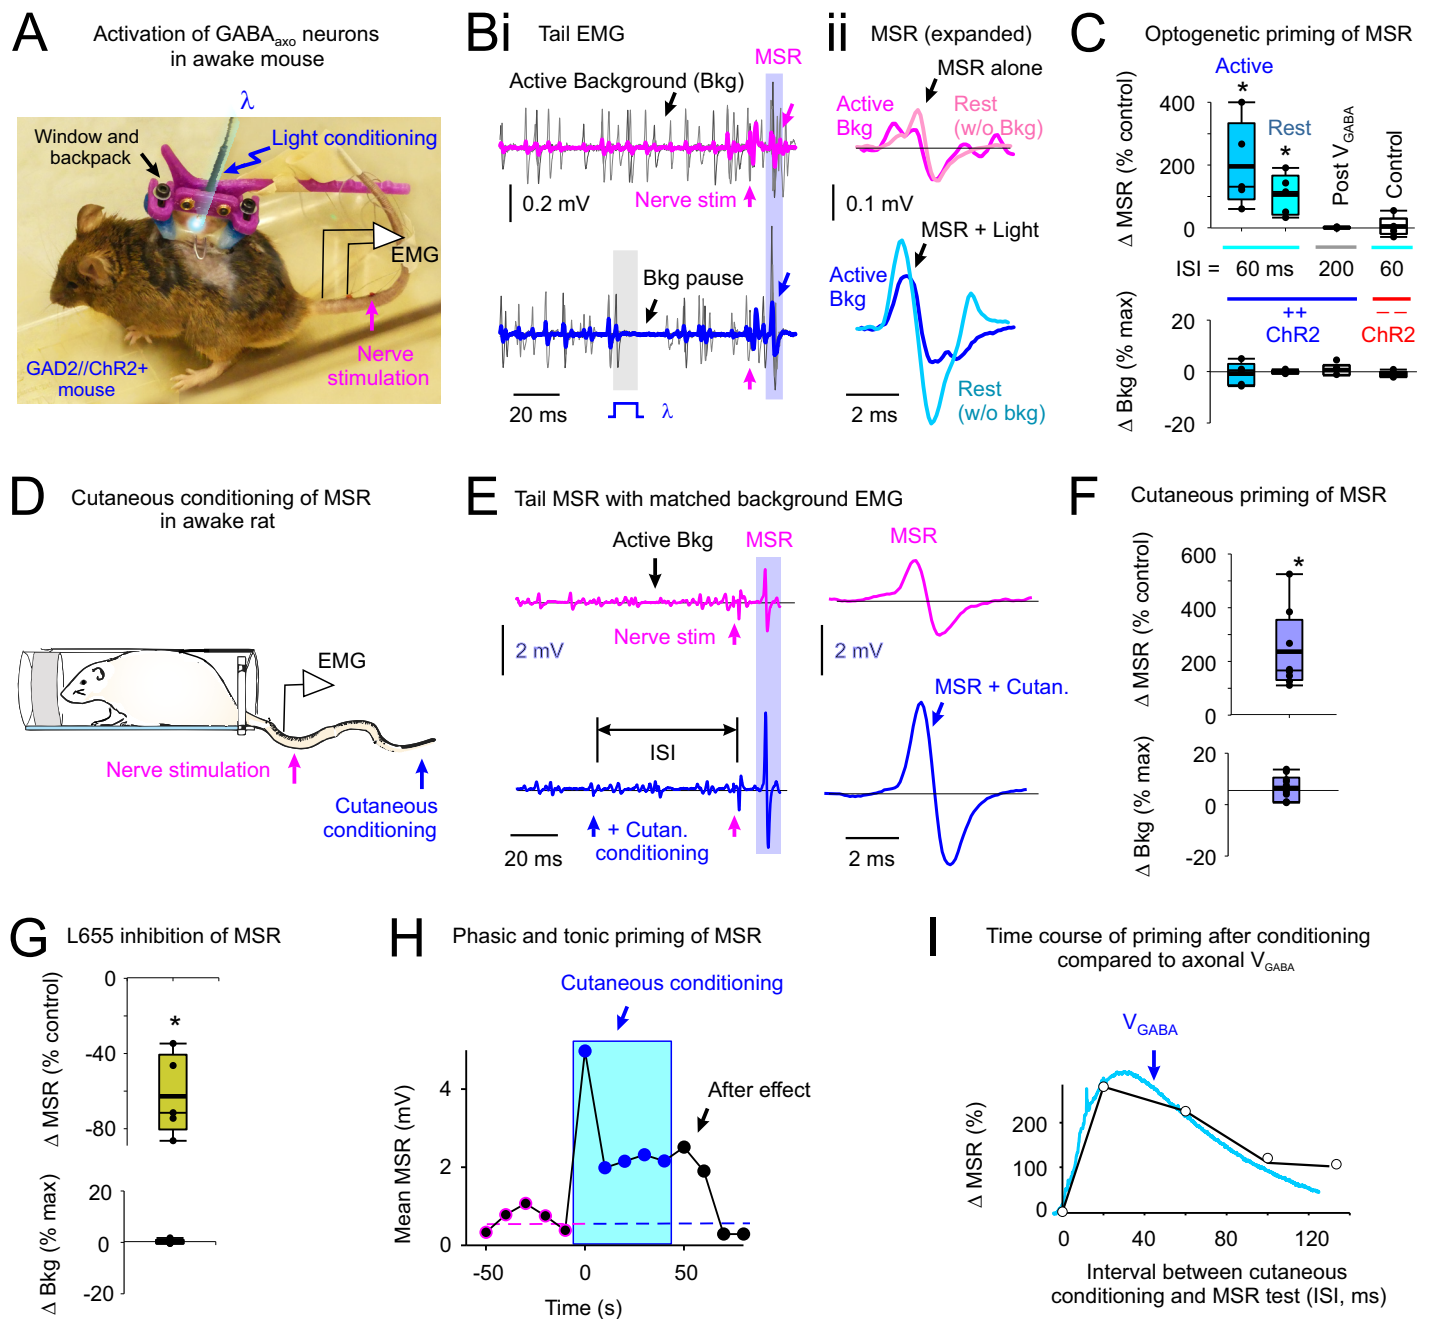 A
Activation of GABAaxo neurons
in awake mouse
λ
Window and
backpack
Light conditioning
EMG
GAD2//ChR2+
mouse
Nerve
stimulation
Bi
Tail EMG
MSR
Active Background (Bkg)
0.2 mV
Nerve stim
Bkg pause
20 ms
λ
ii
MSR (expanded)
MSR alone
Active
Bkg
Rest
(w/o Bkg)
0.1 mV
MSR + Light
Active
Bkg
Rest
(w/o bkg)
2 ms
C
Optogenetic priming of MSR
Active
*
Rest
*
Post VGABA
Control
Δ MSR (% control)
400
200
0
ISI = 60 ms 200 60
++
ChR2
– –
ChR2
Δ Bkg (% max)
20
0
-20
D
Cutaneous conditioning of MSR
in awake rat
EMG
Nerve stimulation
Cutaneous
conditioning
E
Tail MSR with matched background EMG
Active Bkg
MSR
MSR
Nerve stim
2 mV
2 mV
MSR + Cutan.
ISI
+ Cutan.
conditioning
20 ms
2 ms
F
Cutaneous priming of MSR
Δ MSR (% control)
600
400
200
0
*
Δ Bkg (% max)
20
0
-20
G
L655 inhibition of MSR
Δ MSR (% control)
0
-40
-80
*
Δ Bkg (% max)
20
0
-20
H
Phasic and tonic priming of MSR
Cutaneous conditioning
After effect
Mean MSR (mV)
4
2
0
-50 0 50
Time (s)
I
Time course of priming after conditioning
compared to axonal VGABA
VGABA
Δ MSR (%)
200
100
0
0 40 80 120
Interval between cutaneous
conditioning and MSR test (ISI, ms)